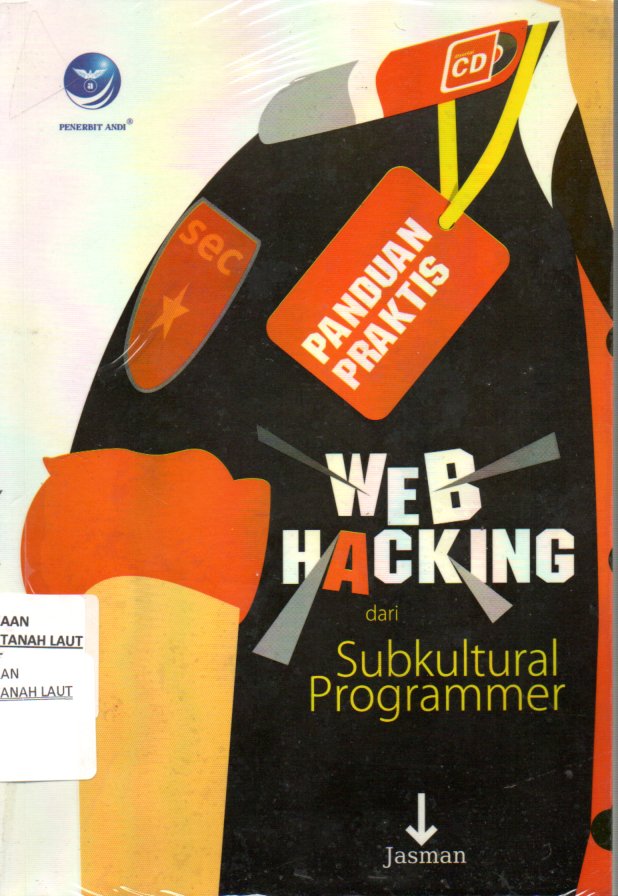 PENERBIT ANDI®
CD
sec
PANDUAN
PRAKTIS
WEB
HACKING
dari
Subkultural
Programmer
AAN
TANAH LAUT
AN
ANAH LAUT
Jasman